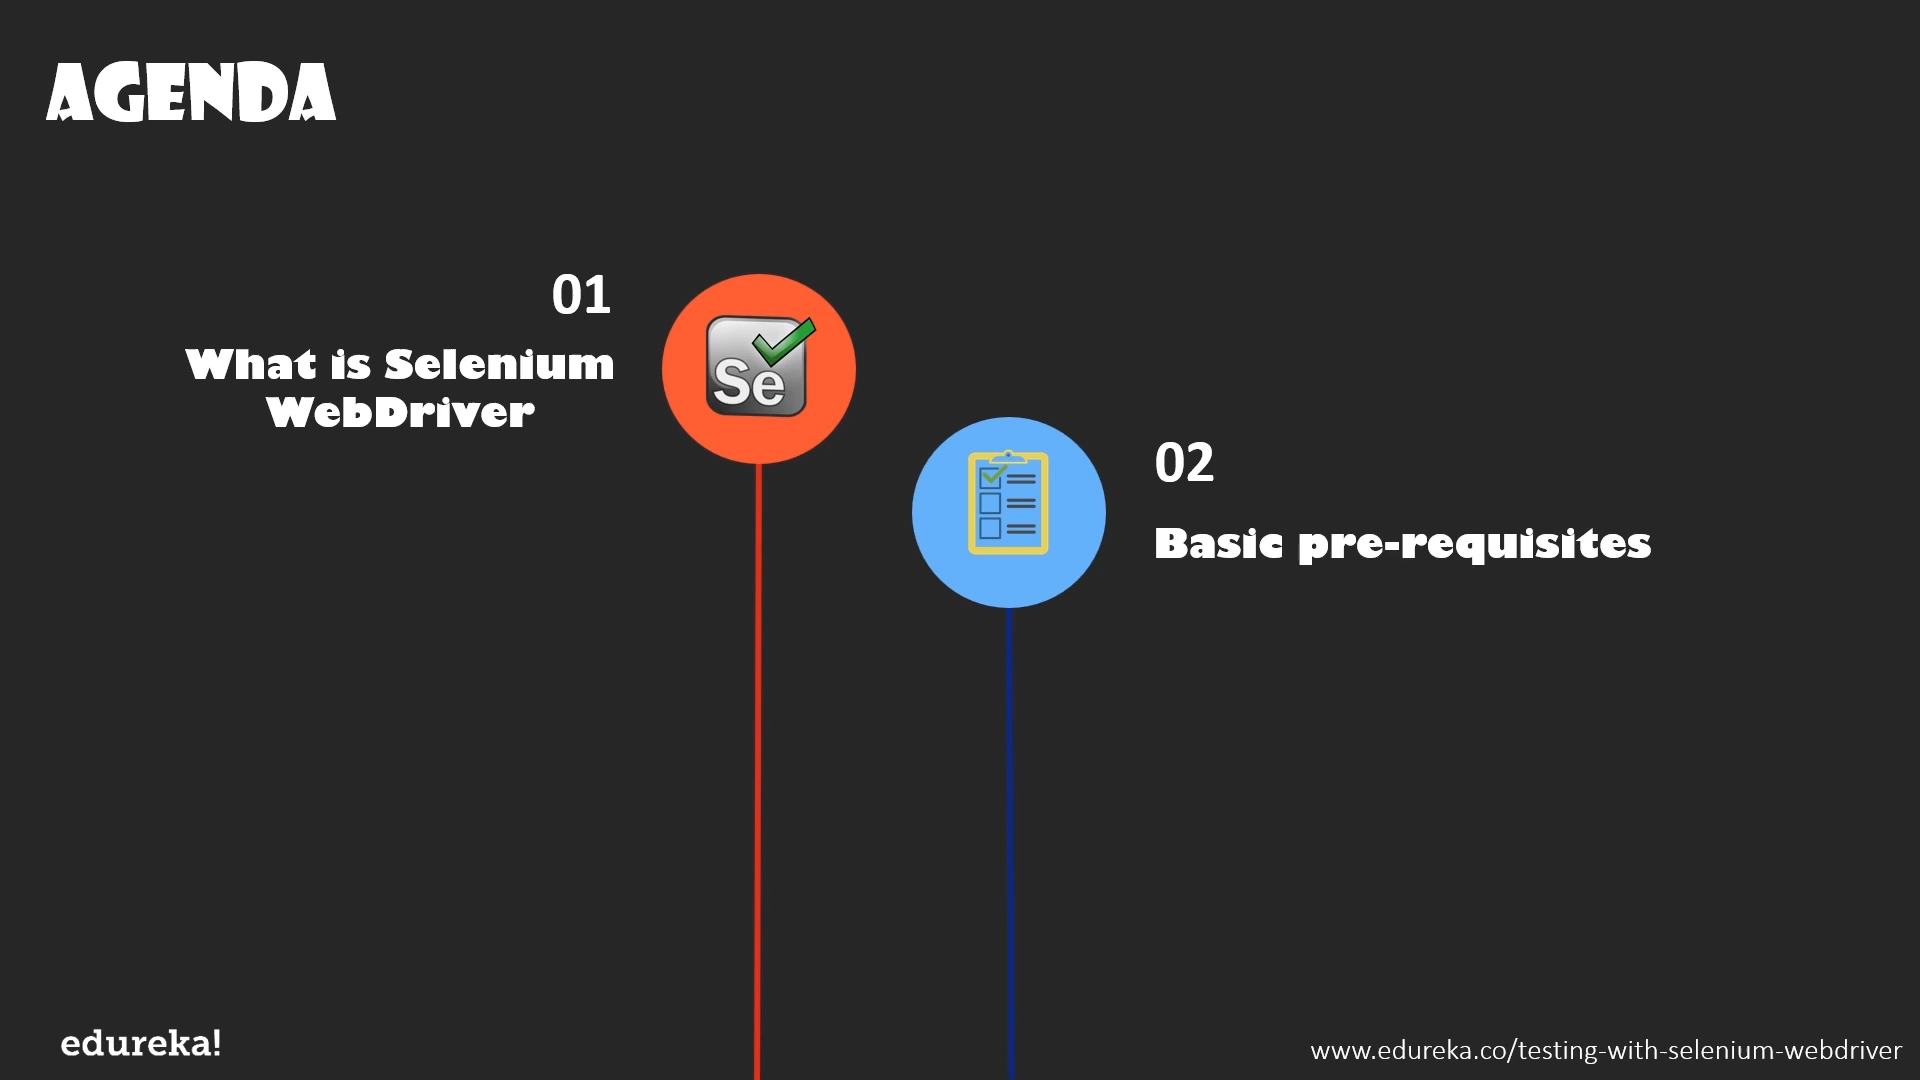 AGENDA
01
What is Selenium
WebDriver
Se
02
Basic pre-requisites
edureka!
www.edureka.co/testing-with-selenium-webdriver